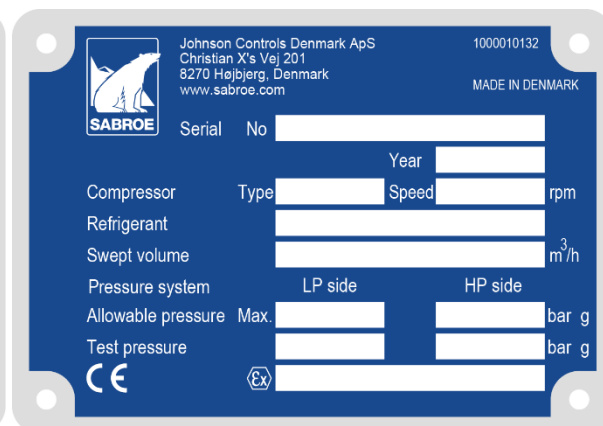 Johnson Controls Denmark ApS
Christian X's Vej 201
8270 Højbjerg, Denmark
www.sabroe.com
1000010132
MADE IN DENMARK
SABROE
Serial No
Year
Compressor Type Speed rpm
Refrigerant
Swept volume m³/h
Pressure system LP side HP side
Allowable pressure Max. bar g
Test pressure bar g
CE Ex